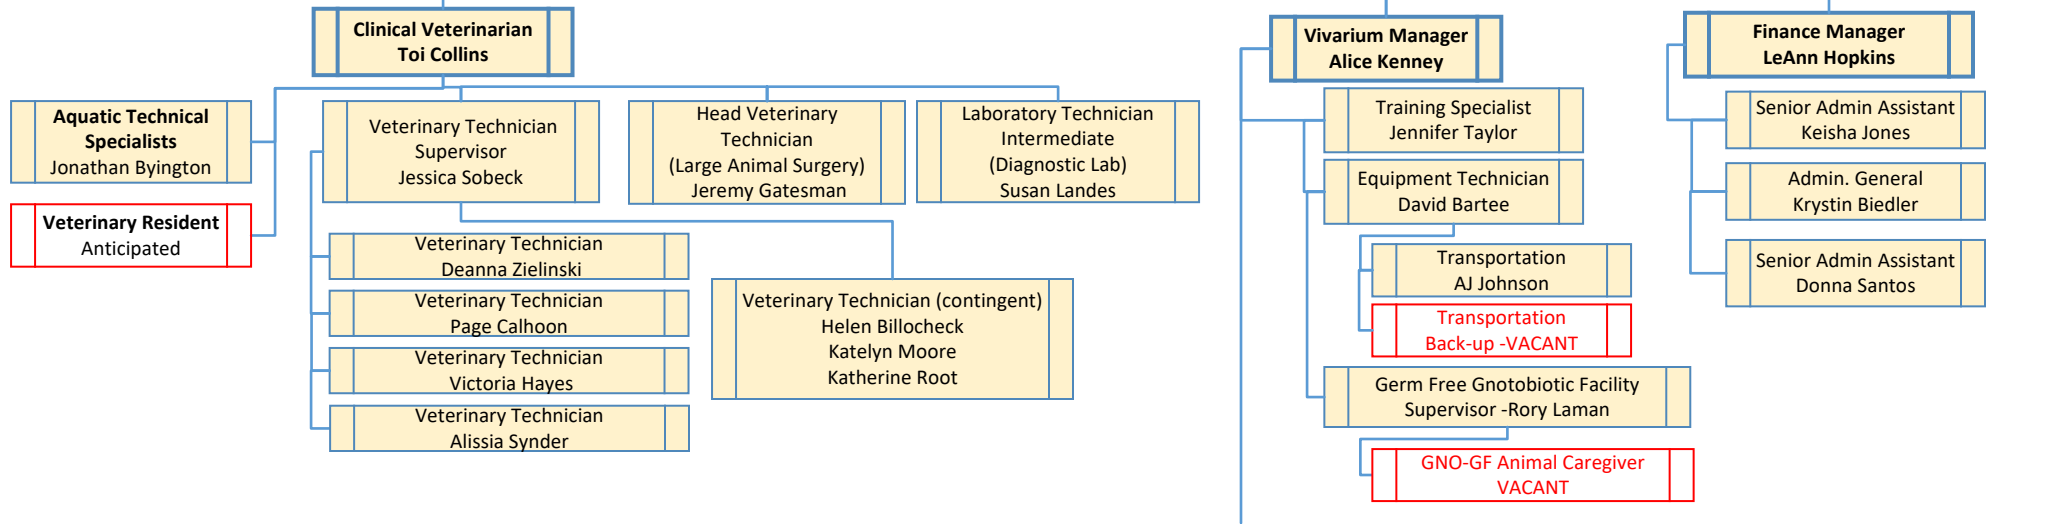 Clinical Veterinarian
Toi Collins
Aquatic Technical
Specialists
Jonathan Byington
Veterinary Resident
Anticipated
Veterinary Technician
Supervisor
Jessica Sobeck
Head Veterinary
Technician
(Large Animal Surgery)
Jeremy Gatesman
Laboratory Technician
Intermediate
(Diagnostic Lab)
Susan Landes
Veterinary Technician
Deanna Zielinski
Veterinary Technician
Page Calhoon
Veterinary Technician
Victoria Hayes
Veterinary Technician
Alissia Synder
Veterinary Technician (contingent)
Helen Billocheck
Katelyn Moore
Katherine Root
Vivarium Manager
Alice Kenney
Training Specialist
Jennifer Taylor
Equipment Technician
David Bartee
Transportation
AJ Johnson
Transportation
Back-up -VACANT
Germ Free Gnotobiotic Facility
Supervisor -Rory Laman
GNO-GF Animal Caregiver
VACANT
Finance Manager
LeAnn Hopkins
Senior Admin Assistant
Keisha Jones
Admin. General
Krystin Biedler
Senior Admin Assistant
Donna Santos